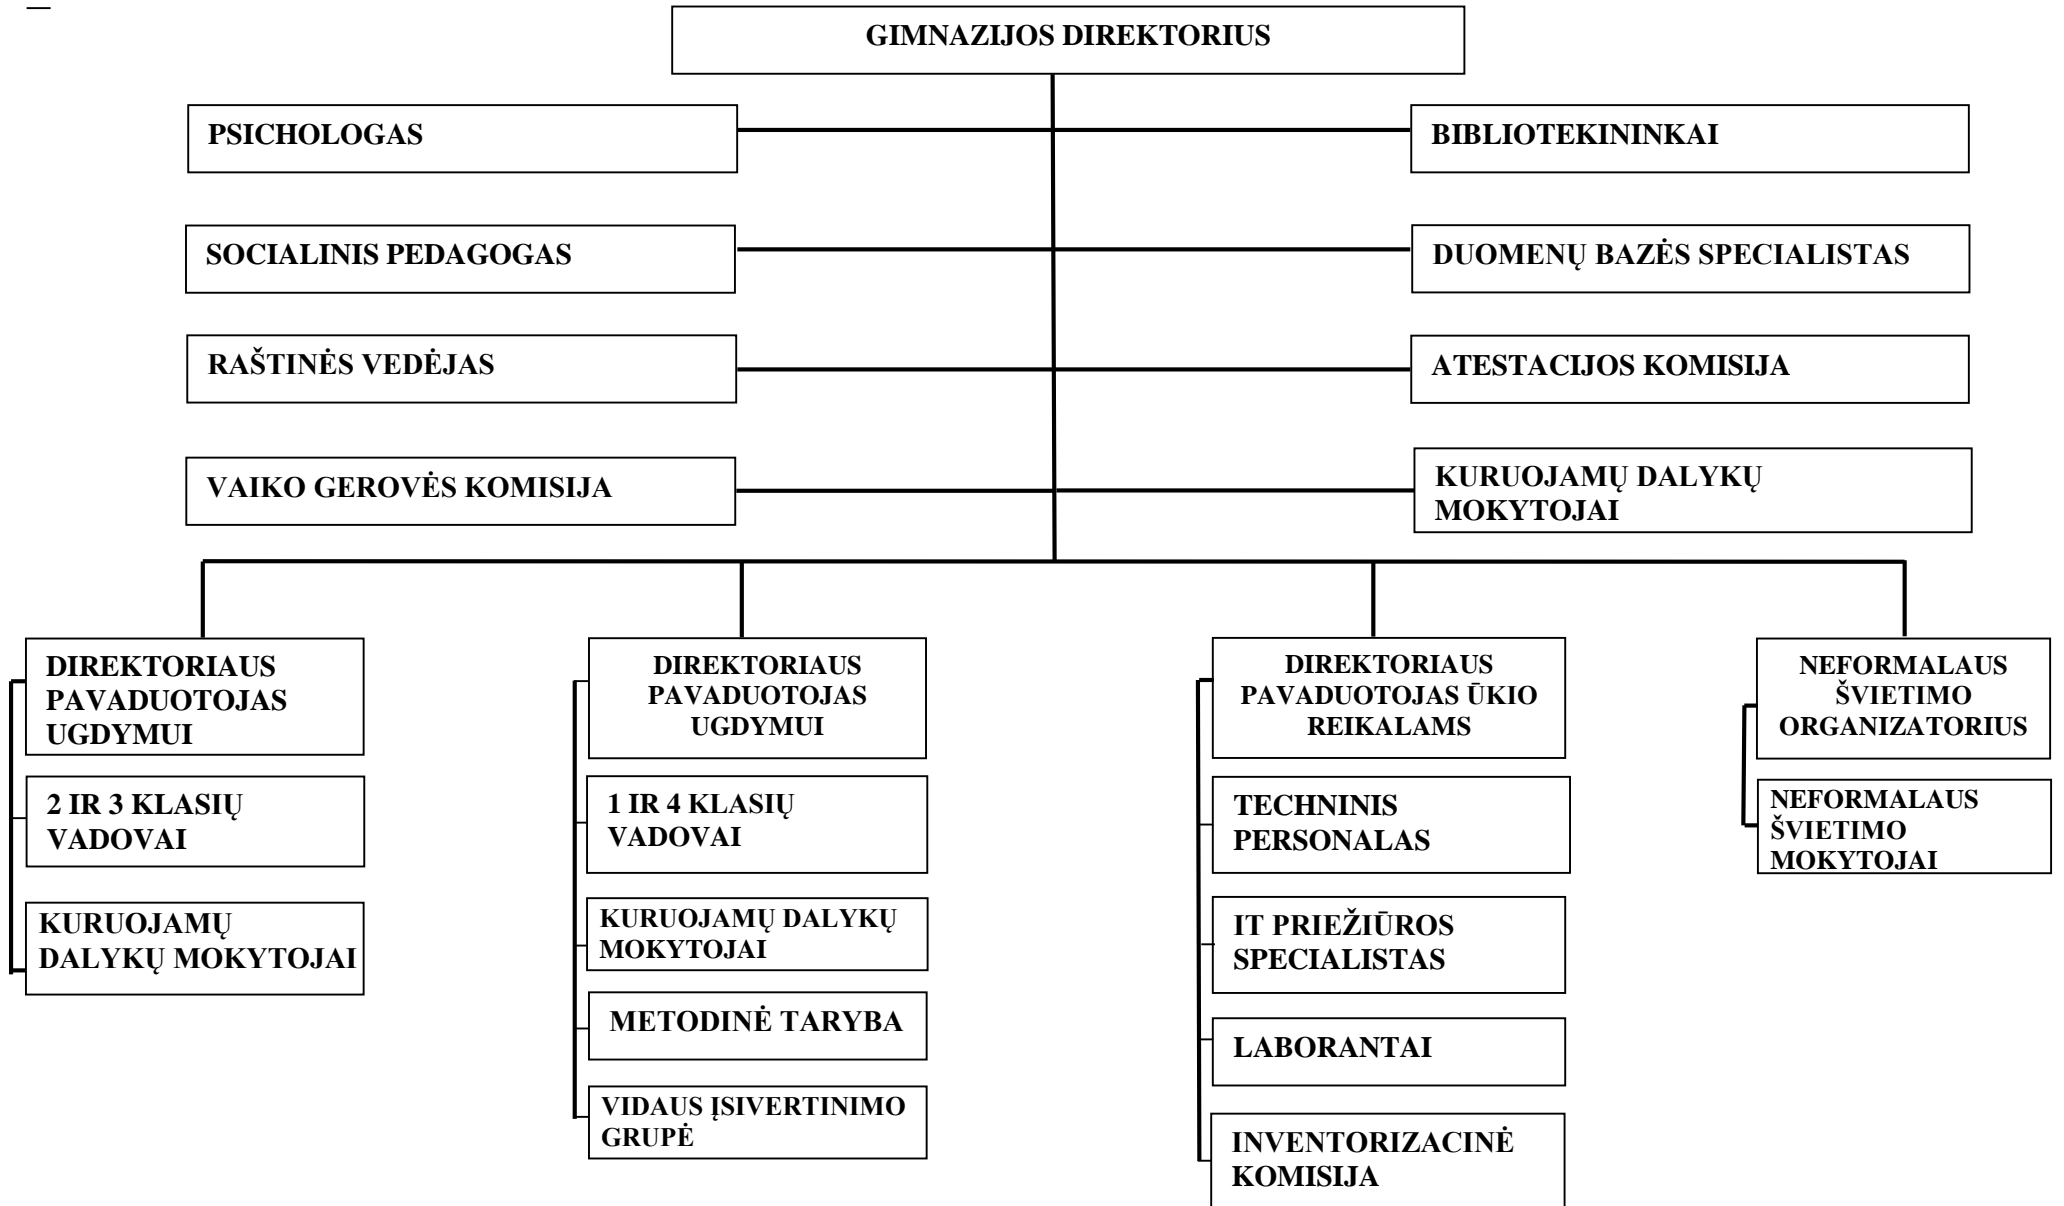 GIMNAZIJOS DIREKTORIUS
PSICHOLOGAS
BIBLIOTEKININKAI
SOCIALINIS PEDAGOGAS
DUOMENŲ BAZĖS SPECIALISTAS
RAŠTINĖS VEDĖJAS
ATESTACIJOS KOMISIJA
VAIKO GEROVĖS KOMISIJA
KURUOJAMŲ DALYKŲ
MOKYTOJAI
DIREKTORIAUS
PAVADUOTOJAS
UGDYMUI
2 IR 3 KLASIŲ
VADOVAI
KURUOJAMŲ
DALYKŲ MOKYTOJAI
DIREKTORIAUS
PAVADUOTOJAS
UGDYMUI
1 IR 4 KLASIŲ
VADOVAI
KURUOJAMŲ DALYKŲ
MOKYTOJAI
METODINĖ TARYBA
VIDAUS ĮSIVERTINIMO
GRUPĖ
DIREKTORIAUS
PAVADUOTOJAS ŪKIO
REIKALAMS
TECHNINIS
PERSONALAS
IT PRIEŽIŪROS
SPECIALISTAS
LABORANTAI
INVENTORIZACINĖ
KOMISIJA
NEFORMALAUS
ŠVIETIMO
ORGANIZATORIUS
NEFORMALAUS
ŠVIETIMO
MOKYTOJAI